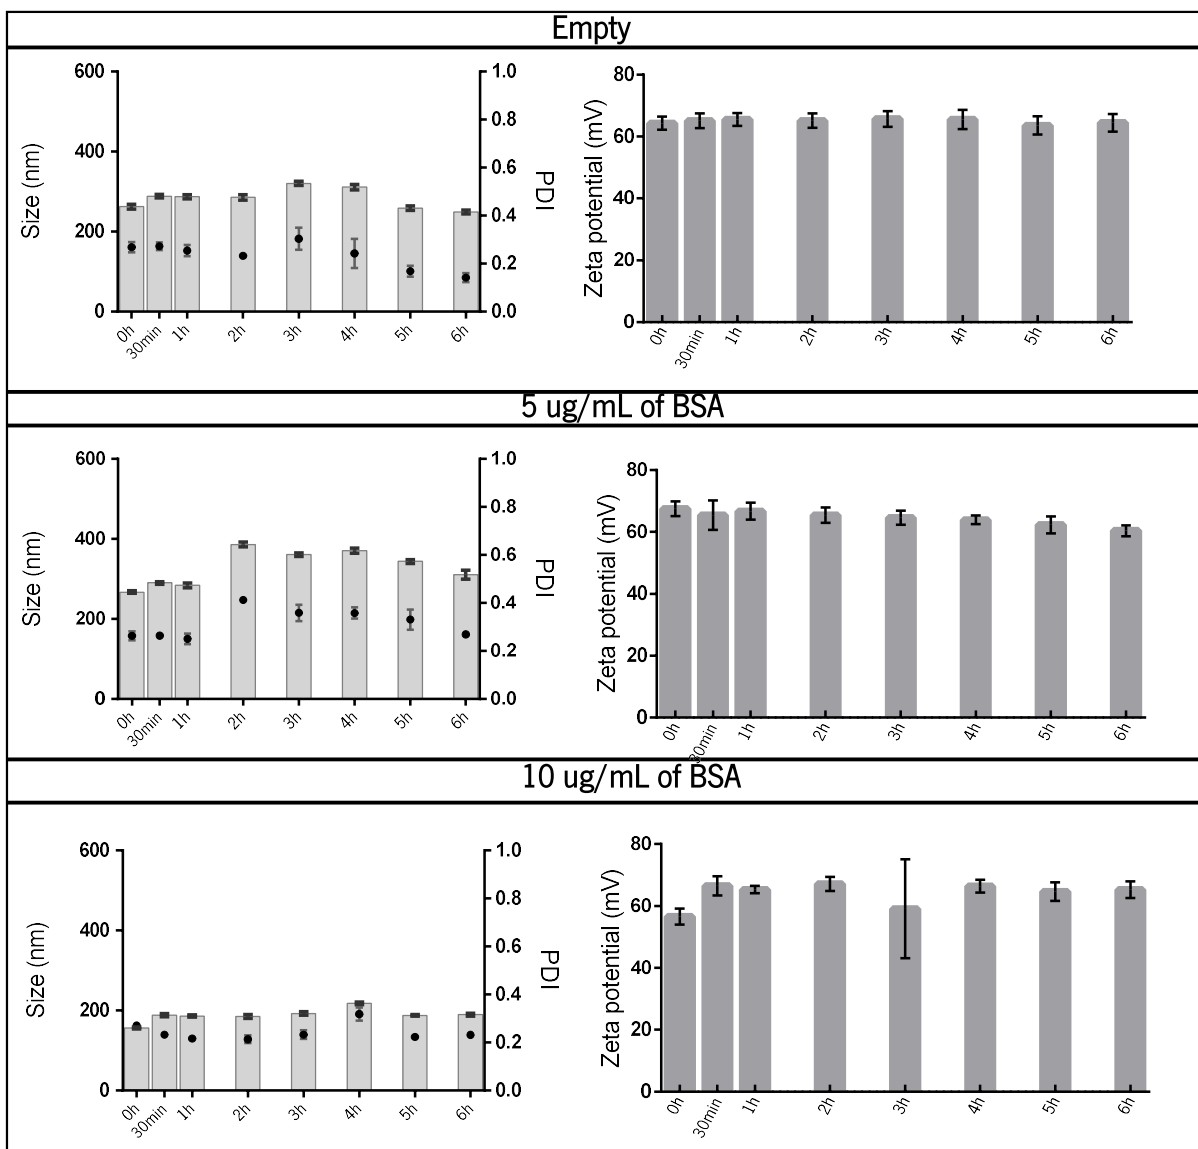 Empty
Size (nm)
600
400
200
0
1.0
0.8
0.6
0.4
0.2
0.0
PDI
0h
30min
1h
2h
3h
4h
5h
6h
Zeta potential (mV)
80
60
40
20
0
0h
30min
1h
2h
3h
4h
5h
6h
5 ug/mL of BSA
Size (nm)
600
400
200
0
1.0
0.8
0.6
0.4
0.2
0.0
PDI
0h
30min
1h
2h
3h
4h
5h
6h
Zeta potential (mV)
80
60
40
20
0
0h
30min
1h
2h
3h
4h
5h
6h
10 ug/mL of BSA
Size (nm)
600
400
200
0
1.0
0.8
0.6
0.4
0.2
0.0
PDI
0h
30min
1h
2h
3h
4h
5h
6h
Zeta potential (mV)
80
60
40
20
0
0h
30min
1h
2h
3h
4h
5h
6h